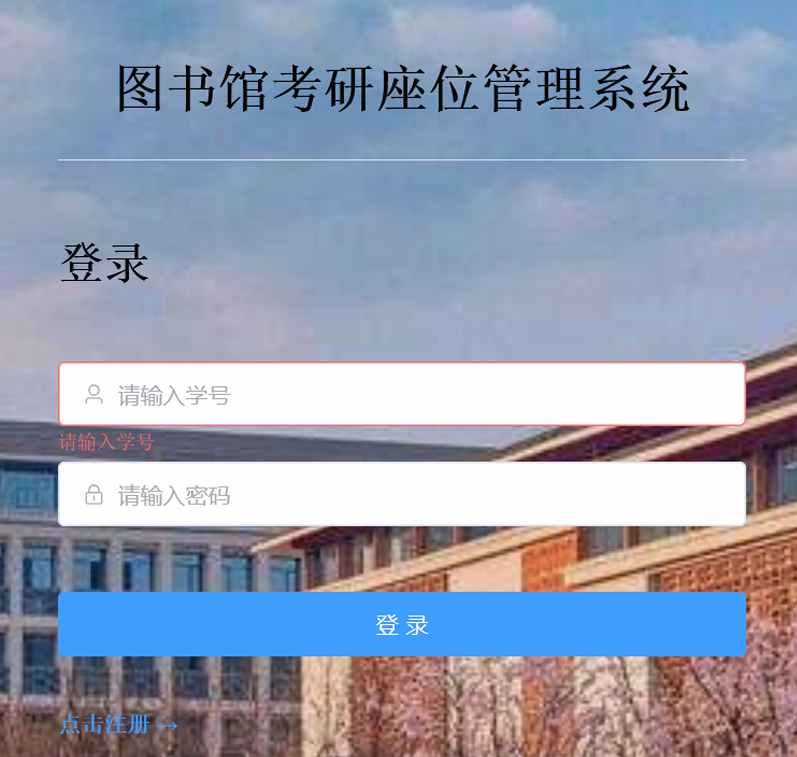 图书馆考研座位管理系统
登录
请输入学号
请输入学号
请输入密码
登 录
点击注册 →